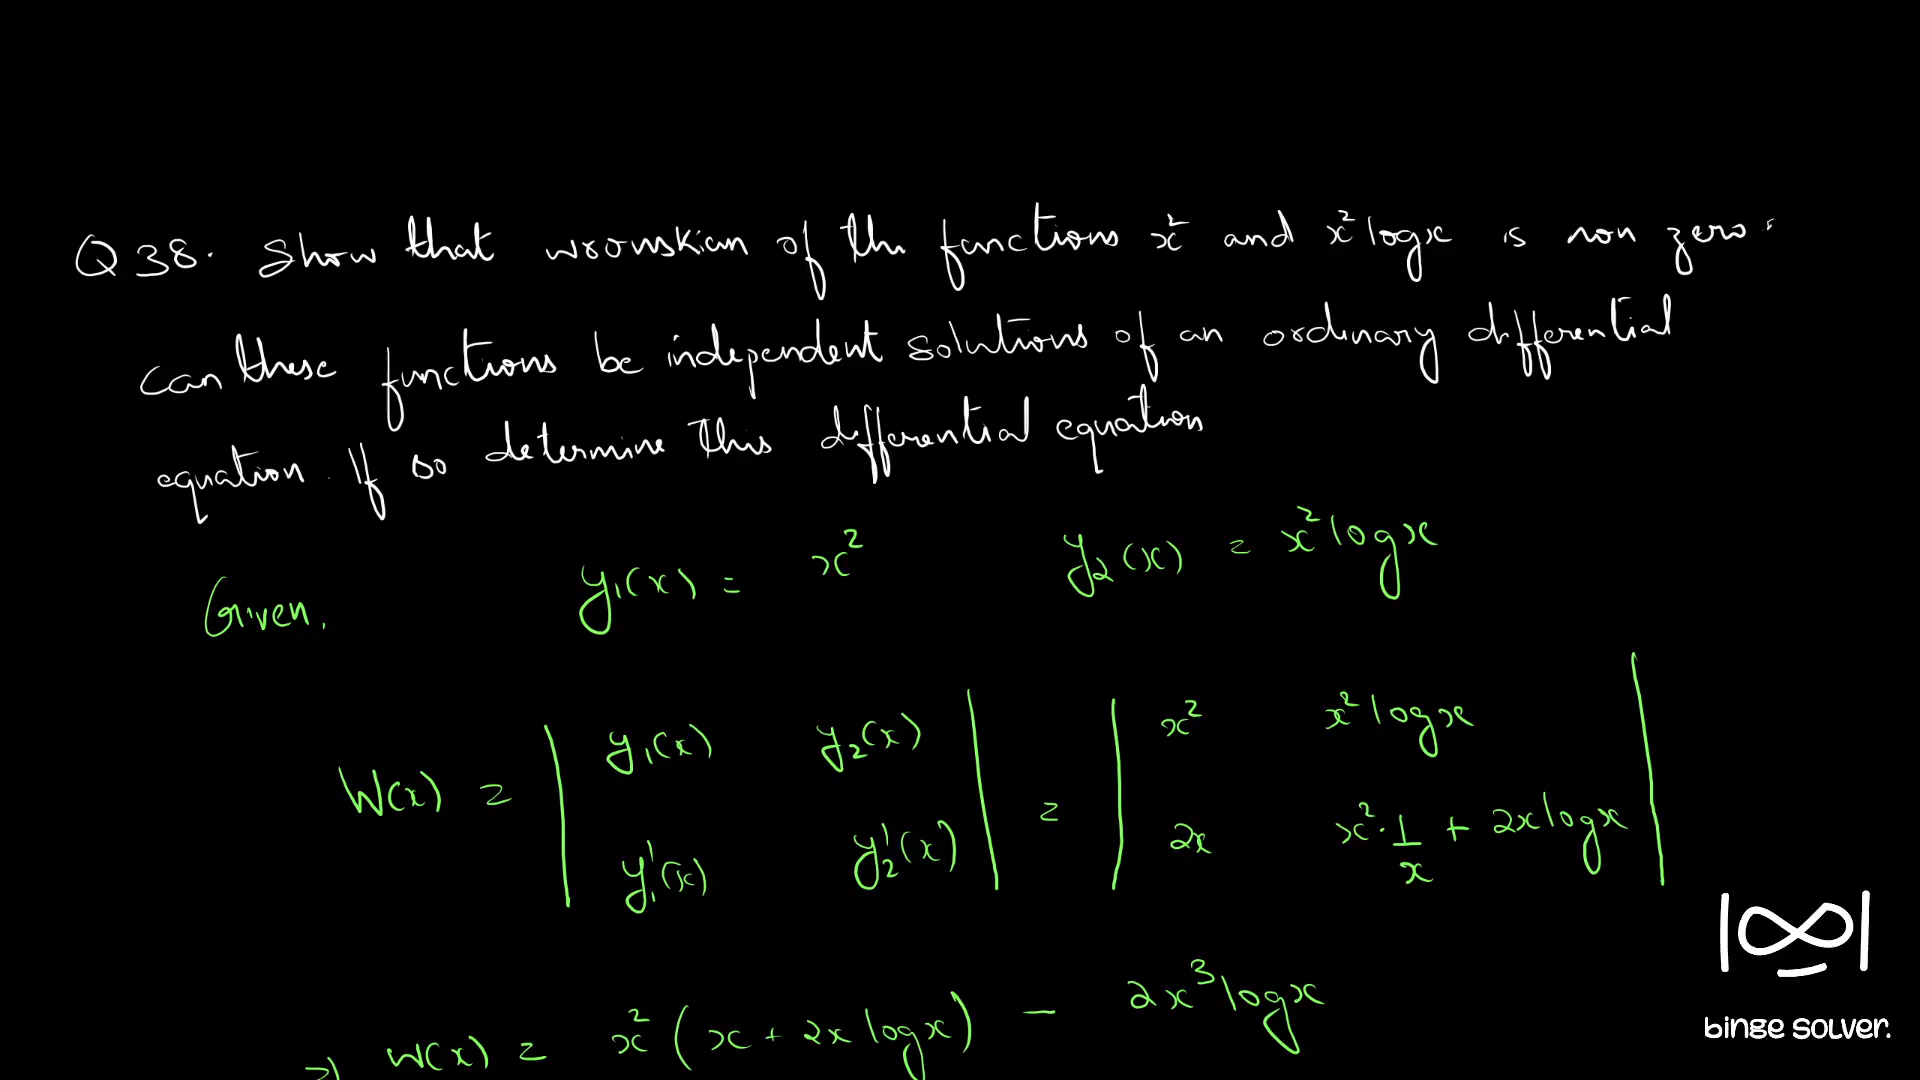 Q 38. Show that wronskian of the functions x² and x² logx is non zero.
Can these functions be independent solutions of an ordinary differential
equation. If so determine this differential equation
Given, y₁(x) = x² y₂(x) = x² logx
W(x) = | y₁(x) y₂(x) | = | x² x² logx |
| y₁'(x) y₂'(x) | | 2x x²·1/x + 2x logx |
⇒ W(x) = x² (x + 2x logx) − 2x³ logx
binge solver.